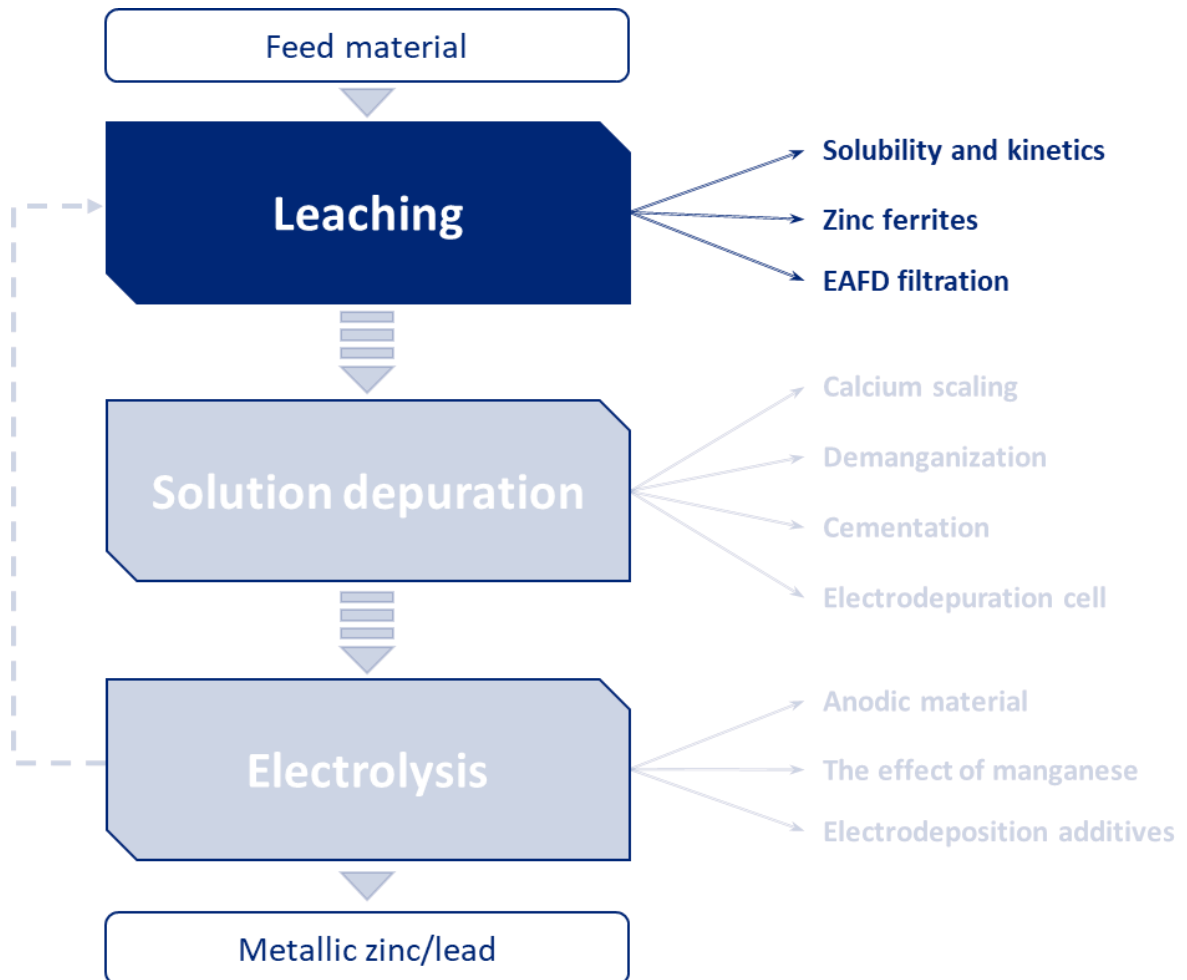 Feed material
Leaching
Solubility and kinetics
Zinc ferrites
EAFD filtration
Solution depuration
Calcium scaling
Demanganization
Cementation
Electrodepuration cell
Electrolysis
Anodic material
The effect of manganese
Electrodeposition additives
Metallic zinc/lead